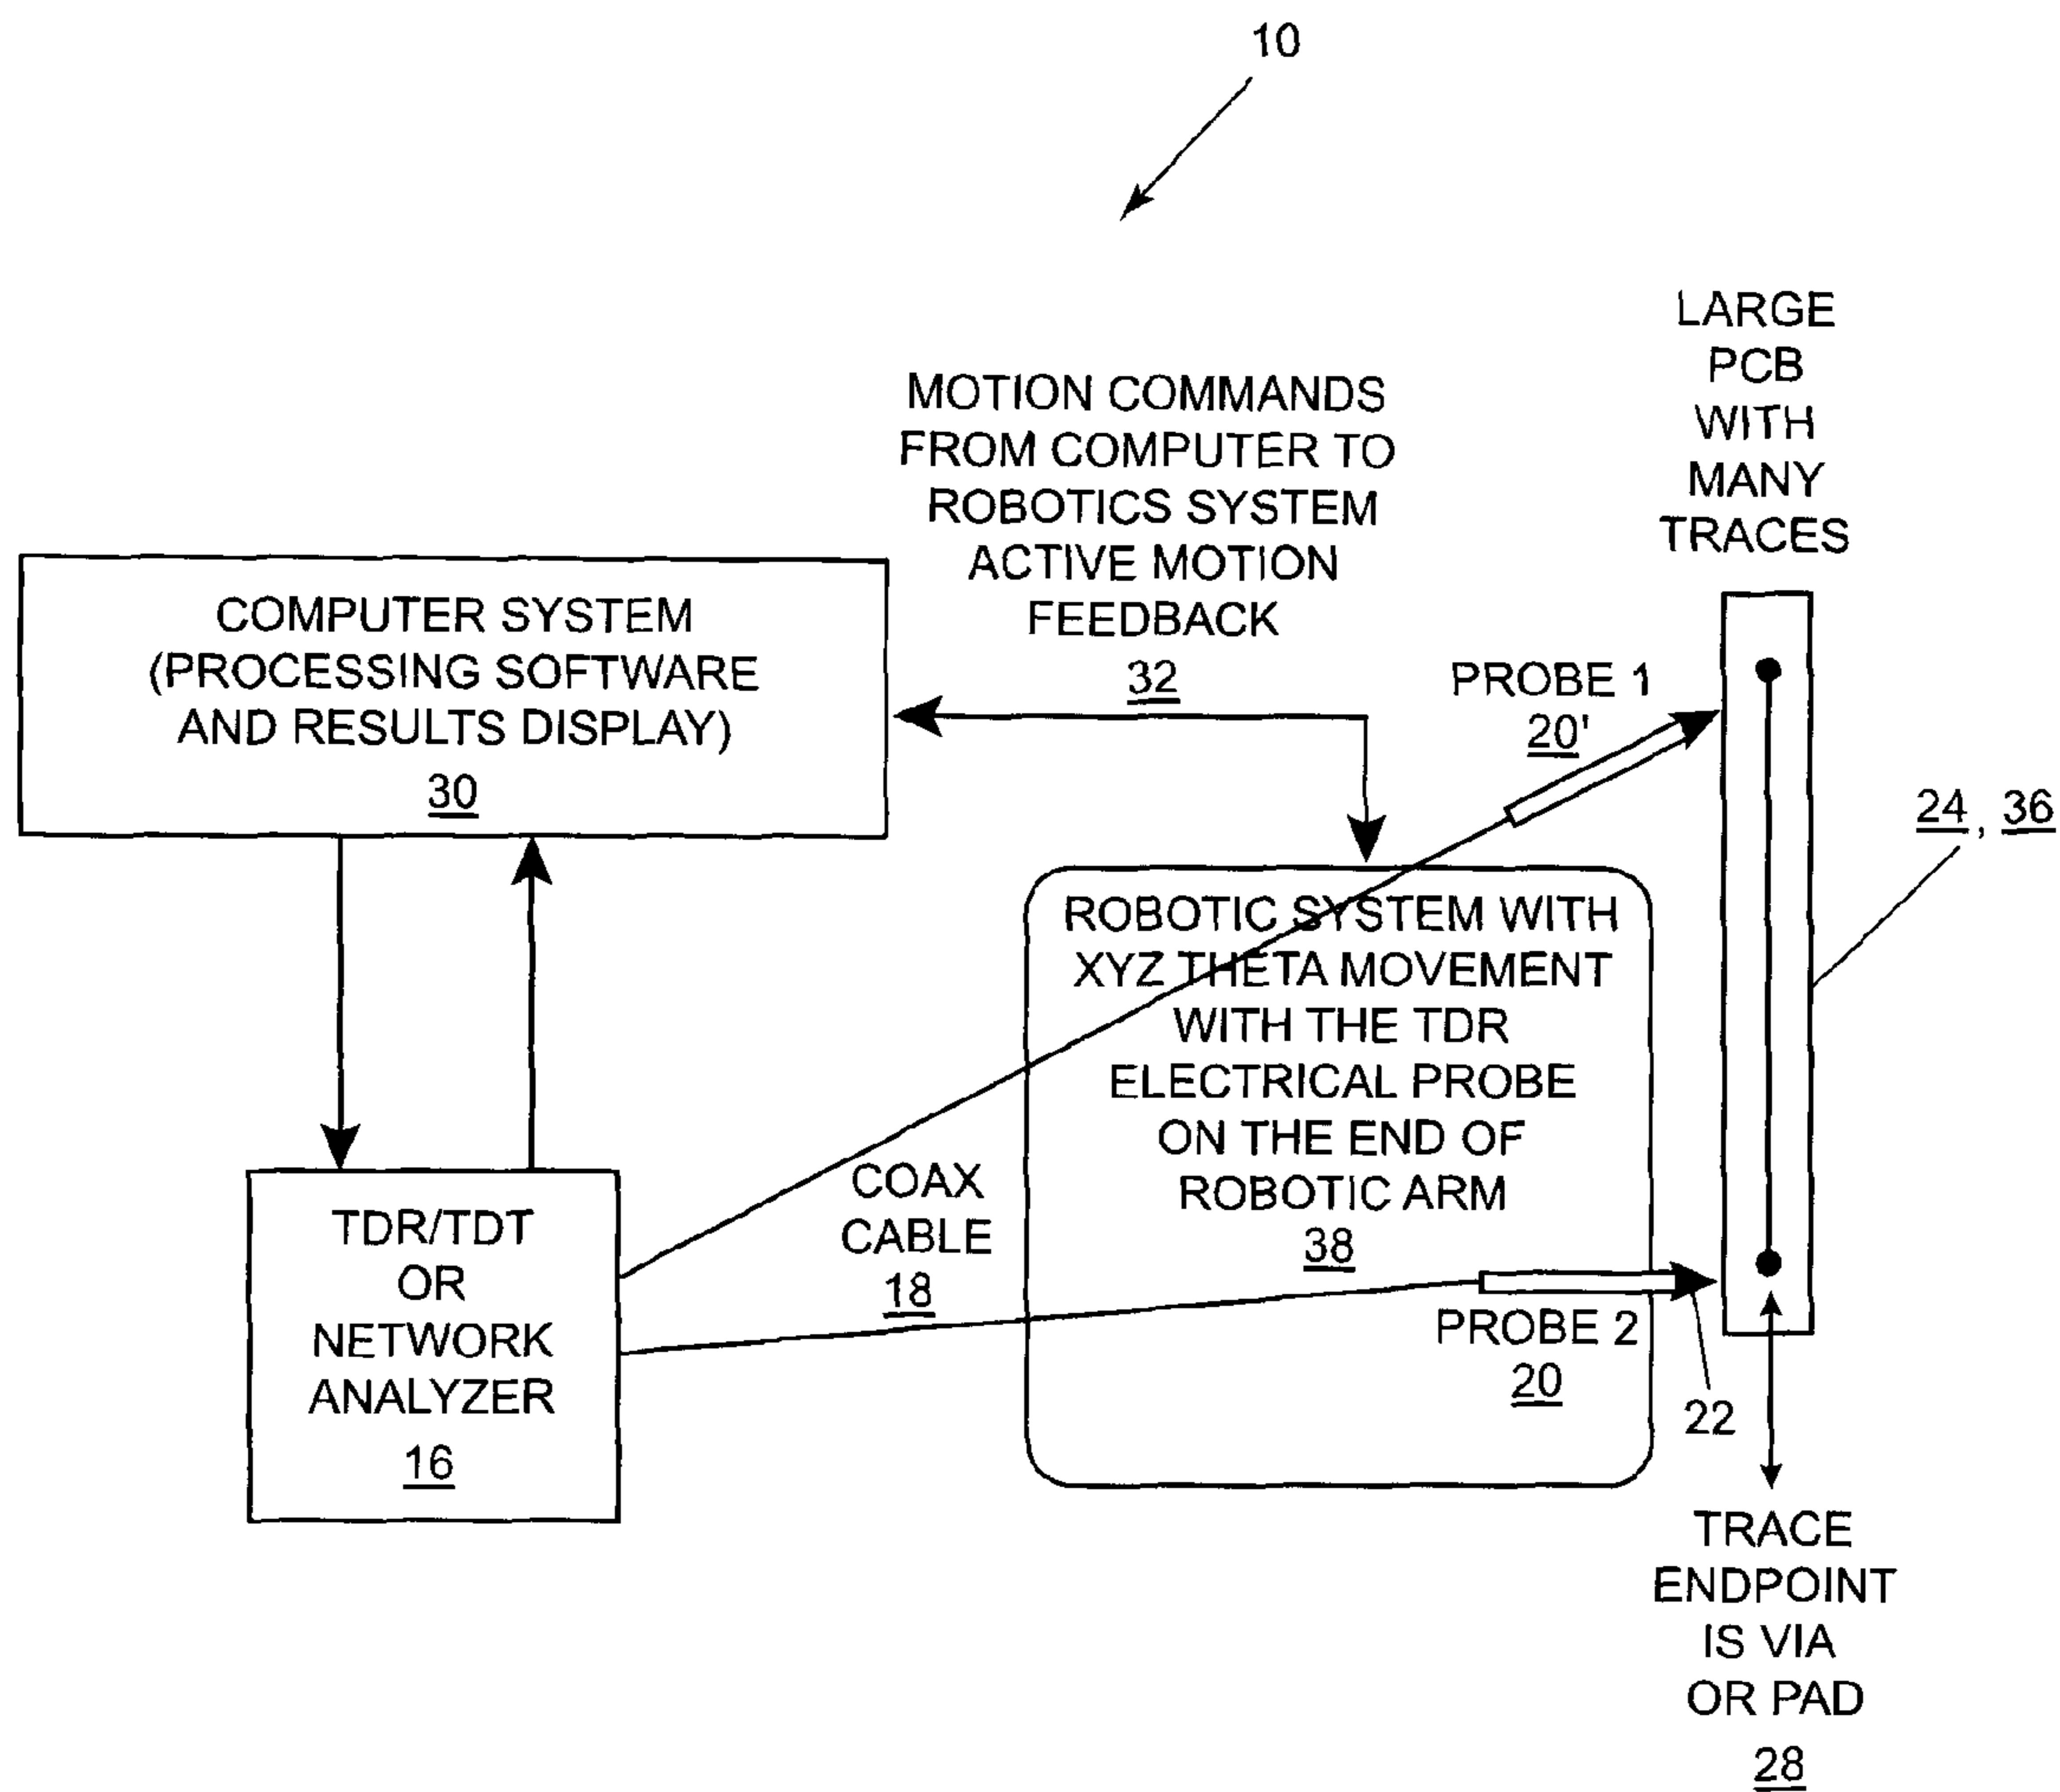 10
LARGE
PCB
WITH
MANY
TRACES
MOTION COMMANDS
FROM COMPUTER TO
ROBOTICS SYSTEM
ACTIVE MOTION
FEEDBACK
32
COMPUTER SYSTEM
(PROCESSING SOFTWARE
AND RESULTS DISPLAY)
30
PROBE 1
20'
24, 36
ROBOTIC SYSTEM WITH
XYZ THETA MOVEMENT
WITH THE TDR
ELECTRICAL PROBE
ON THE END OF
ROBOTIC ARM
38
COAX
CABLE
18
TDR/TDT
OR
NETWORK
ANALYZER
16
PROBE 2
20
22
TRACE
ENDPOINT
IS VIA
OR PAD
28